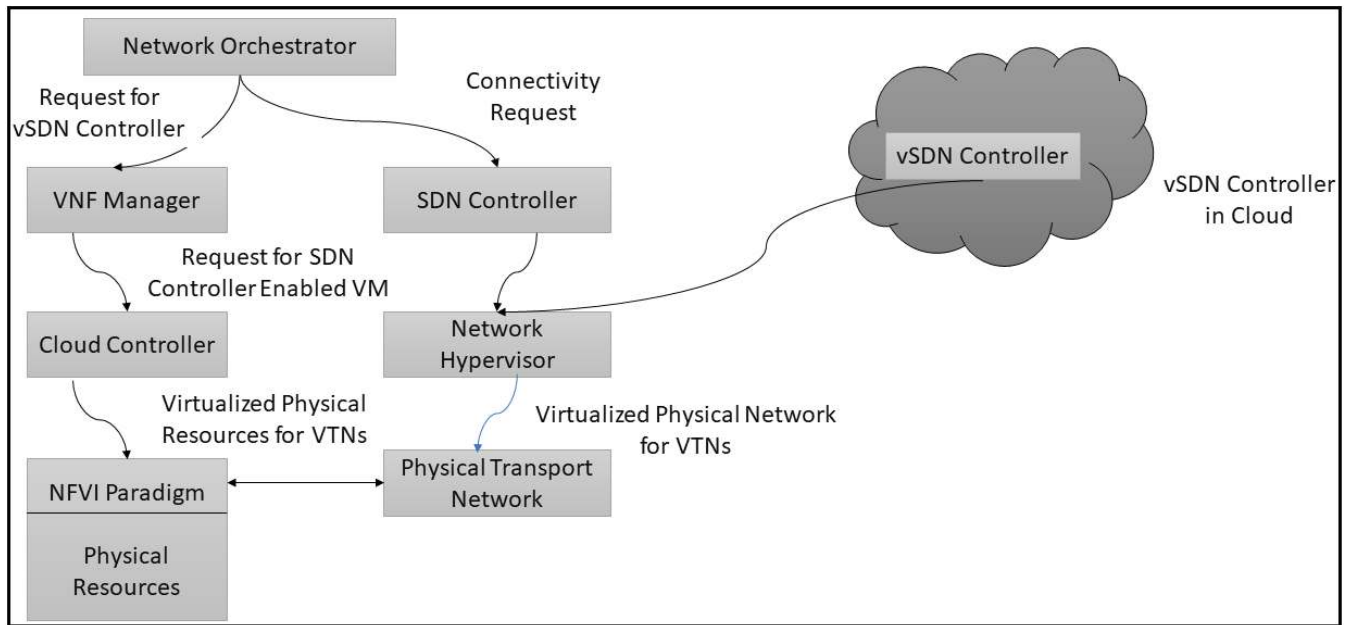 Network Orchestrator
Request for
vSDN Controller
Connectivity
Request
VNF Manager
SDN Controller
vSDN Controller
vSDN Controller
in Cloud
Request for SDN
Controller Enabled VM
Cloud Controller
Network
Hypervisor
Virtualized Physical
Resources for VTNs
Virtualized Physical Network
for VTNs
NFVI Paradigm
Physical Transport
Network
Physical
Resources